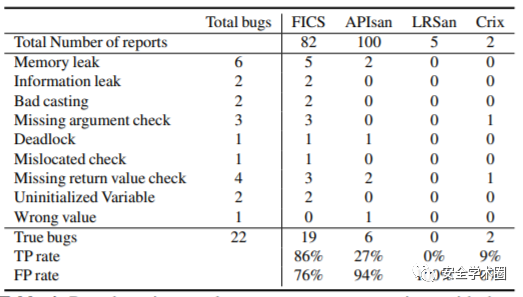 Total bugs FICS APIsan LRSan Crix
Total Number of reports 82 100 5 2
Memory leak 6 5 2 0 0
Information leak 2 2 0 0 0
Bad casting 2 2 0 0 0
Missing argument check 3 3 0 0 1
Deadlock 1 1 1 0 0
Mislocated check 1 1 0 0 0
Missing return value check 4 3 2 0 1
Uninitialized Variable 2 2 0 0 0
Wrong value 1 0 1 0 0
True bugs 22 19 6 0 2
TP rate 86% 27% 0% 9%
FP rate 76% 94%
安全学术圈